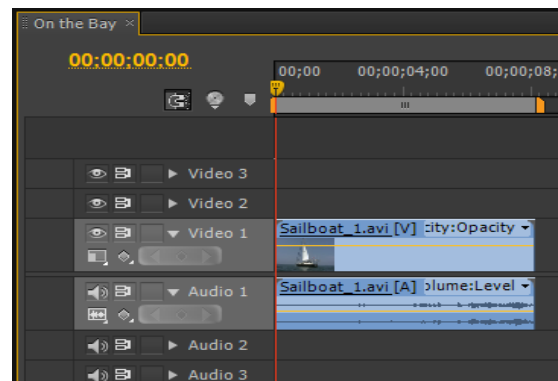 On the Bay ×
00:00:00:00
00;00 00;00;04;00 00;00;08;
Video 3
Video 2
Video 1
Sailboat_1.avi [V] city:Opacity
Audio 1
Sailboat_1.avi [A] olume:Level
Audio 2
Audio 3